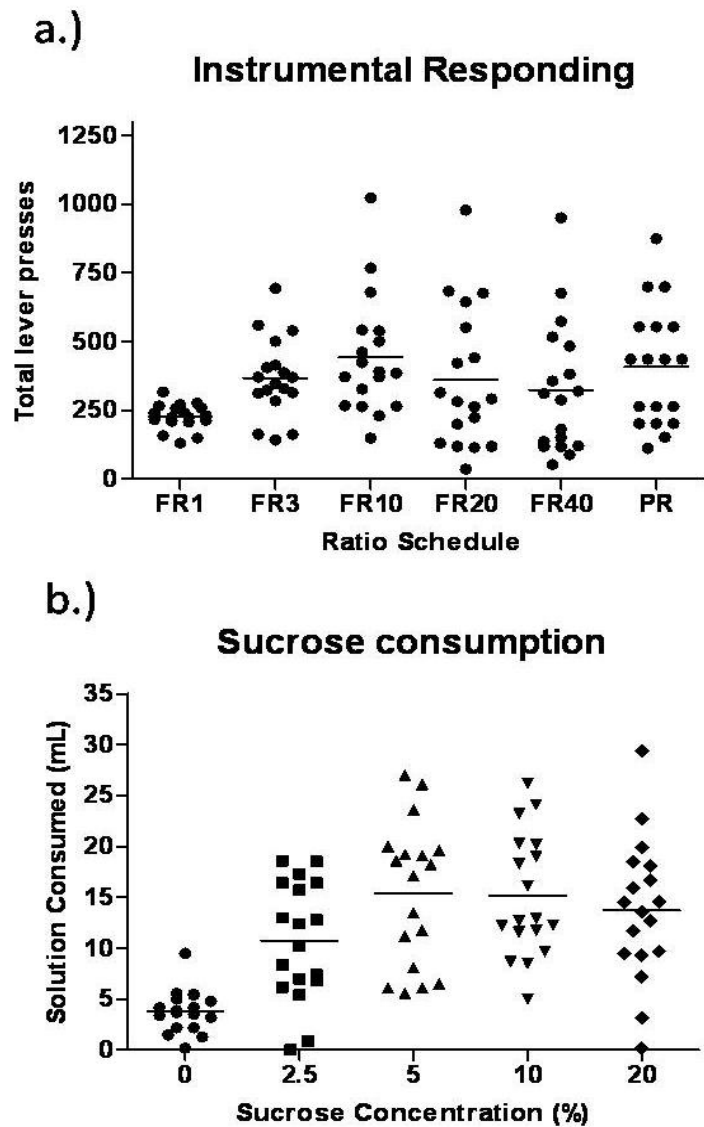 a.)
Instrumental Responding
Total lever presses
1250
1000
750
500
250
0
FR1 FR3 FR10 FR20 FR40 PR
Ratio Schedule
b.)
Sucrose consumption
Solution Consumed (mL)
35
30
25
20
15
10
5
0
0 2.5 5 10 20
Sucrose Concentration (%)